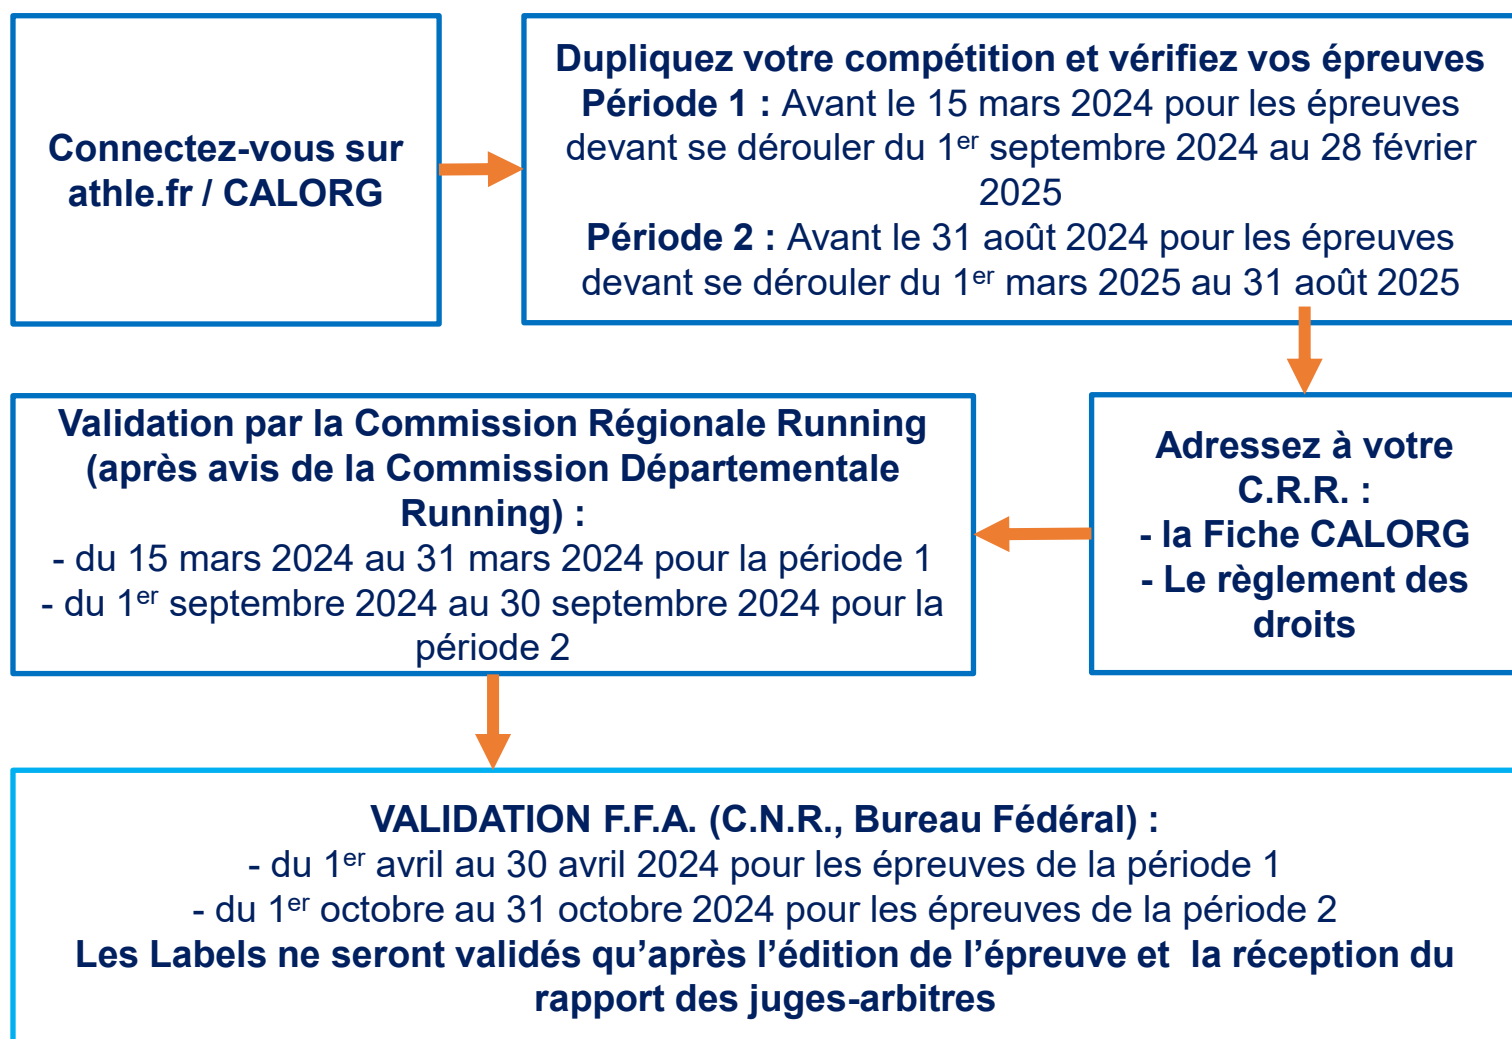 Connectez-vous sur
athle.fr / CALORG
Dupliquez votre compétition et vérifiez vos épreuves
Période 1 : Avant le 15 mars 2024 pour les épreuves
devant se dérouler du 1er septembre 2024 au 28 février
2025
Période 2 : Avant le 31 août 2024 pour les épreuves
devant se dérouler du 1er mars 2025 au 31 août 2025
Adressez à votre
C.R.R. :
- la Fiche CALORG
- Le règlement des
droits
Validation par la Commission Régionale Running
(après avis de la Commission Départementale
Running) :
- du 15 mars 2024 au 31 mars 2024 pour la période 1
- du 1er septembre 2024 au 30 septembre 2024 pour la
période 2
VALIDATION F.F.A. (C.N.R., Bureau Fédéral) :
- du 1er avril au 30 avril 2024 pour les épreuves de la période 1
- du 1er octobre au 31 octobre 2024 pour les épreuves de la période 2
Les Labels ne seront validés qu’après l’édition de l’épreuve et  la réception du
rapport des juges-arbitres